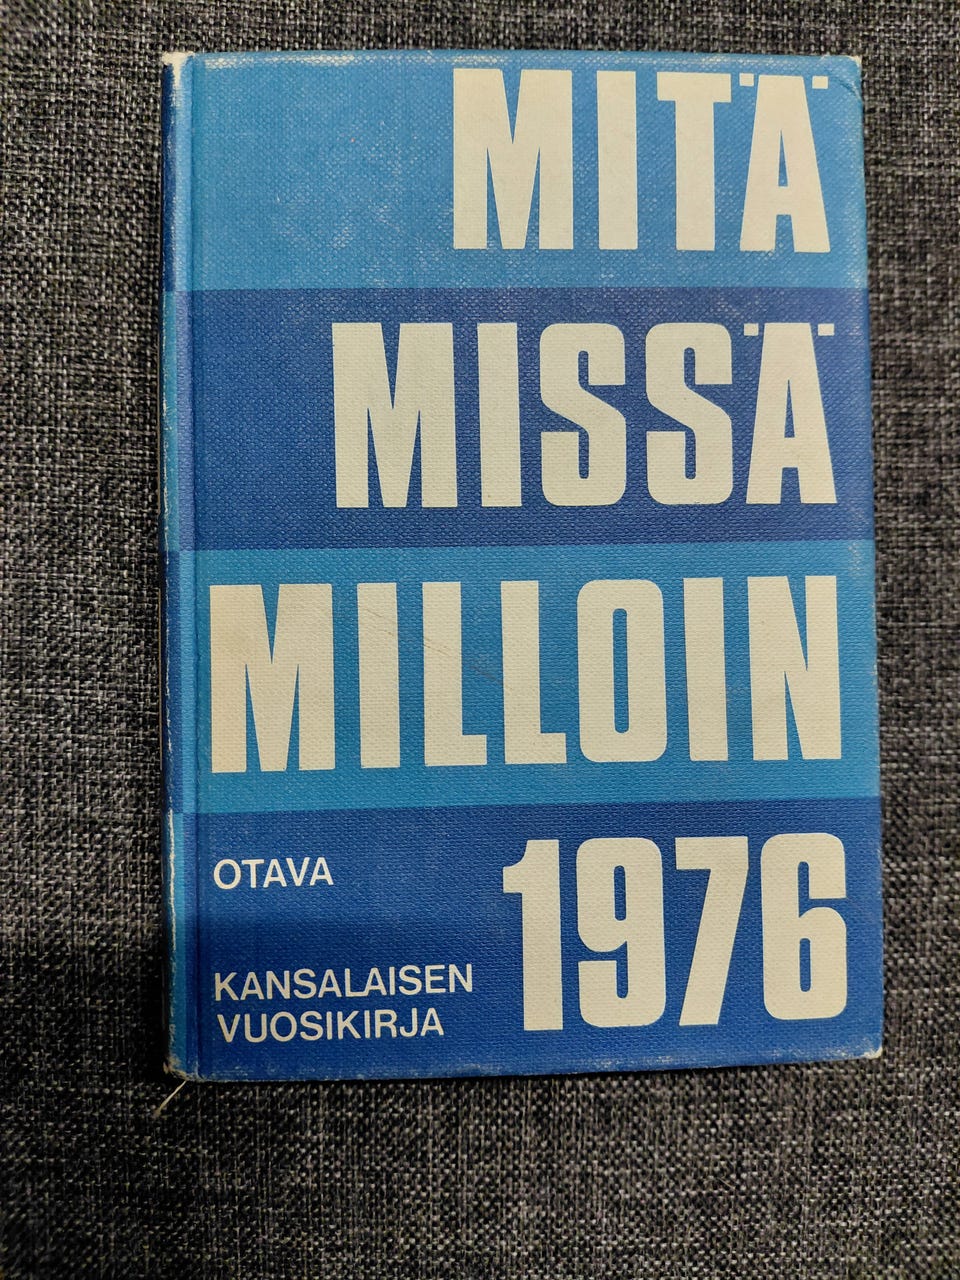 MITÄ
MISSÄ
MILLOIN
1976
OTAVA
KANSALAISEN
VUOSIKIRJA